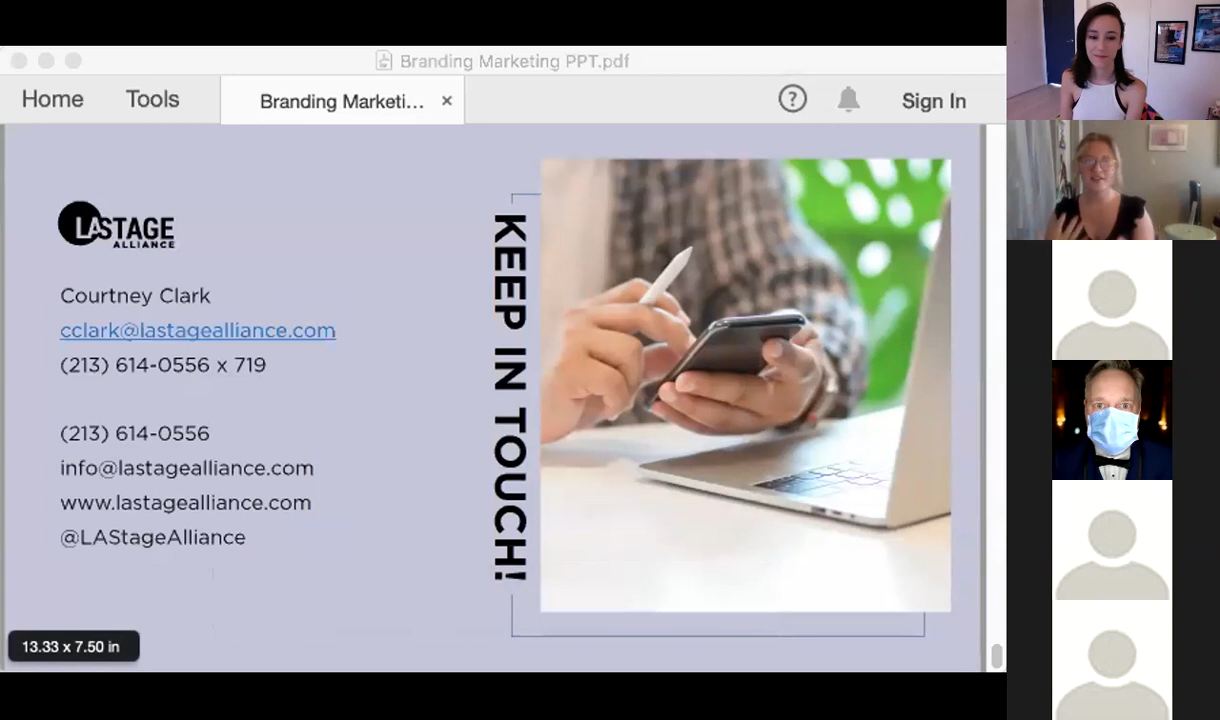 Branding Marketing PPT.pdf
Home
Tools
Branding Marketi...
×
?
Sign In
LASTAGE
ALLIANCE
Courtney Clark
cclark@lastagealliance.com
(213) 614-0556 x 719
(213) 614-0556
info@lastagealliance.com
www.lastagealliance.com
@LAStageAlliance
KEEP IN TOUCH!
13.33 x 7.50 in